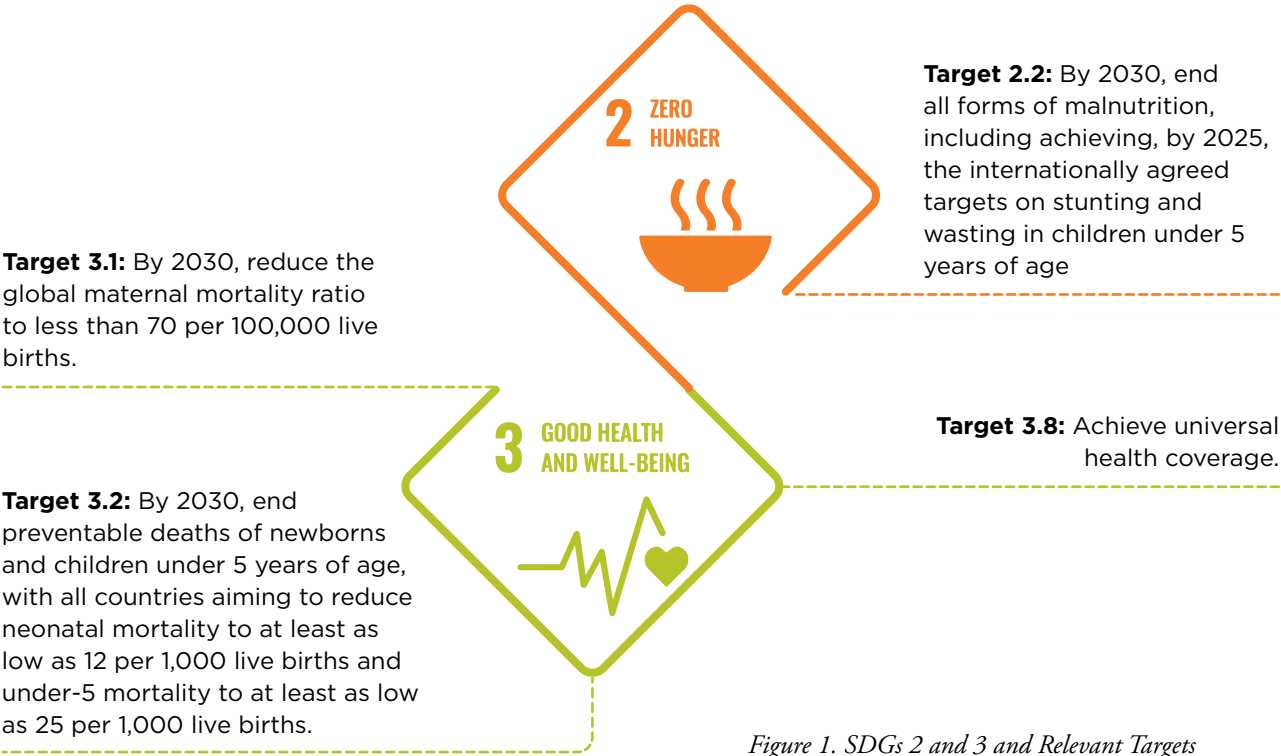 2 ZERO
HUNGER
Target 2.2: By 2030, end
all forms of malnutrition,
including achieving, by 2025,
the internationally agreed
targets on stunting and
wasting in children under 5
years of age
Target 3.1: By 2030, reduce the
global maternal mortality ratio
to less than 70 per 100,000 live
births.
3 GOOD HEALTH
AND WELL-BEING
Target 3.8: Achieve universal
health coverage.
Target 3.2: By 2030, end
preventable deaths of newborns
and children under 5 years of age,
with all countries aiming to reduce
neonatal mortality to at least as
low as 12 per 1,000 live births and
under-5 mortality to at least as low
as 25 per 1,000 live births.
Figure 1. SDGs 2 and 3 and Relevant Targets